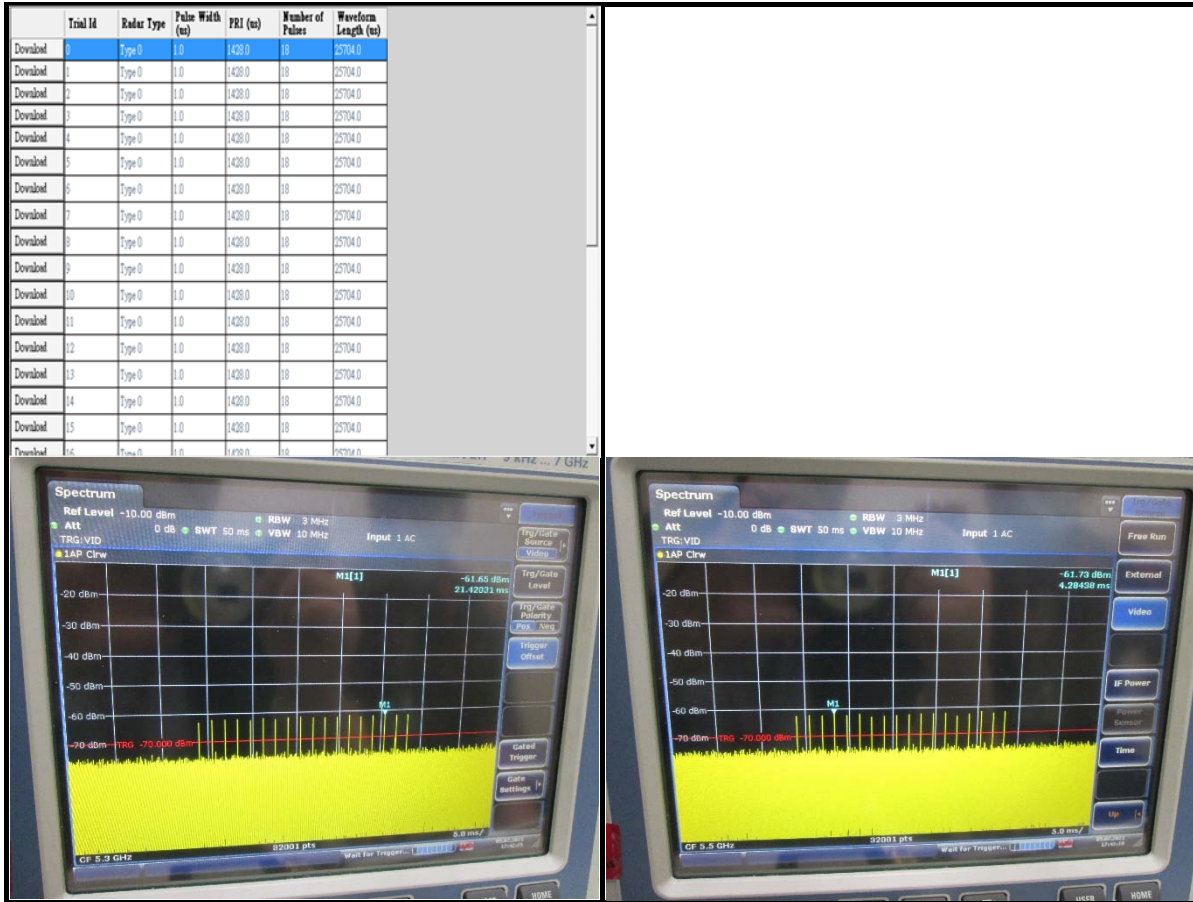 Trial Id Radar Type Pulse Width (us) PRI (us) Number of Pulses Waveform Length (us)
Download 0 Type 0 1.0 1428.0 18 25704.0
Download 1 Type 0 1.0 1428.0 18 25704.0
Download 2 Type 0 1.0 1428.0 18 25704.0
Download 3 Type 0 1.0 1428.0 18 25704.0
Download 4 Type 0 1.0 1428.0 18 25704.0
Download 5 Type 0 1.0 1428.0 18 25704.0
Download 6 Type 0 1.0 1428.0 18 25704.0
Download 7 Type 0 1.0 1428.0 18 25704.0
Download 8 Type 0 1.0 1428.0 18 25704.0
Download 9 Type 0 1.0 1428.0 18 25704.0
Download 10 Type 0 1.0 1428.0 18 25704.0
Download 11 Type 0 1.0 1428.0 18 25704.0
Download 12 Type 0 1.0 1428.0 18 25704.0
Download 13 Type 0 1.0 1428.0 18 25704.0
Download 14 Type 0 1.0 1428.0 18 25704.0
Download 15 Type 0 1.0 1428.0 18 25704.0
Download 16 Type 0 1.0 1428.0 18 25704.0
9 kHz ... 7 GHz
Spectrum
Ref Level -10.00 dBm RBW 3 MHz
Att 0 dB SWT 50 ms VBW 10 MHz Input 1 AC
TRG:VID
1AP Clrw
M1[1] -61.65 dBm
21.42031 ms
-20 dBm
-30 dBm
-40 dBm
-50 dBm
-60 dBm
M1
-70 dBm TRG -70.000 dBm
CF 5.3 GHz 32001 pts 5.0 ms/
Wait for Trigger...
Trg/Gate Source
Video
Trg/Gate Level
Trg/Gate Polarity
Pos Neg
Trigger Offset
Gated Trigger
Gate Settings
HOME
Spectrum
Ref Level -10.00 dBm RBW 3 MHz
Att 0 dB SWT 50 ms VBW 10 MHz Input 1 AC
TRG:VID
1AP Clrw
M1[1] -61.73 dBm
4.28438 ms
-20 dBm
-30 dBm
-40 dBm
-50 dBm
-60 dBm
M1
-70 dBm TRG -70.000 dBm
CF 5.5 GHz 32001 pts 5.0 ms/
Wait for Trigger...
Trg/Gate
Free Run
External
Video
IF Power
Power Sensor
Time
Up
USER
HOME